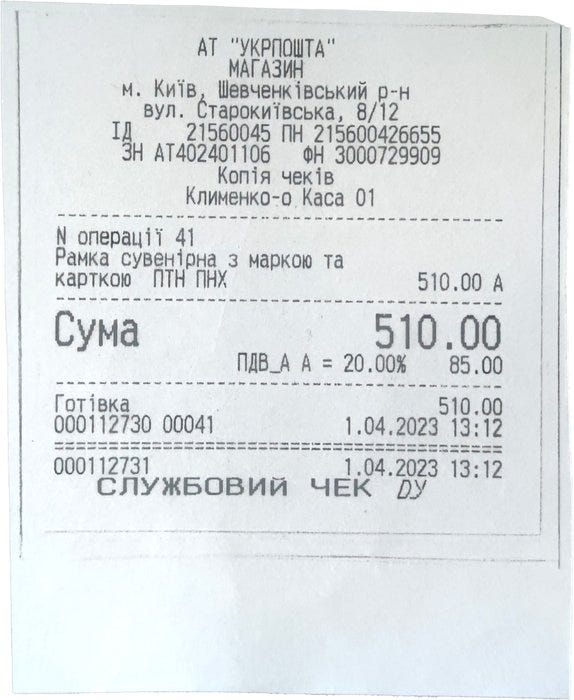 АТ "УКРПОШТА"
МАГАЗИН
м. Київ, Шевченківський р-н
вул. Старокиївська, 8/12
ІД 21560045 ПН 215600426655
ЗН АТ402401106 ФН 3000729909
Копія чеків
Клименко-о Каса 01
N операції 41
Рамка сувенірна з маркою та
карткою ПТН ПНХ 510.00 А
Сума 510.00
ПДВ_А А = 20.00% 85.00
Готівка 510.00
000112730 00041 1.04.2023 13:12
000112731 1.04.2023 13:12
СЛУЖБОВИЙ ЧЕК DУ